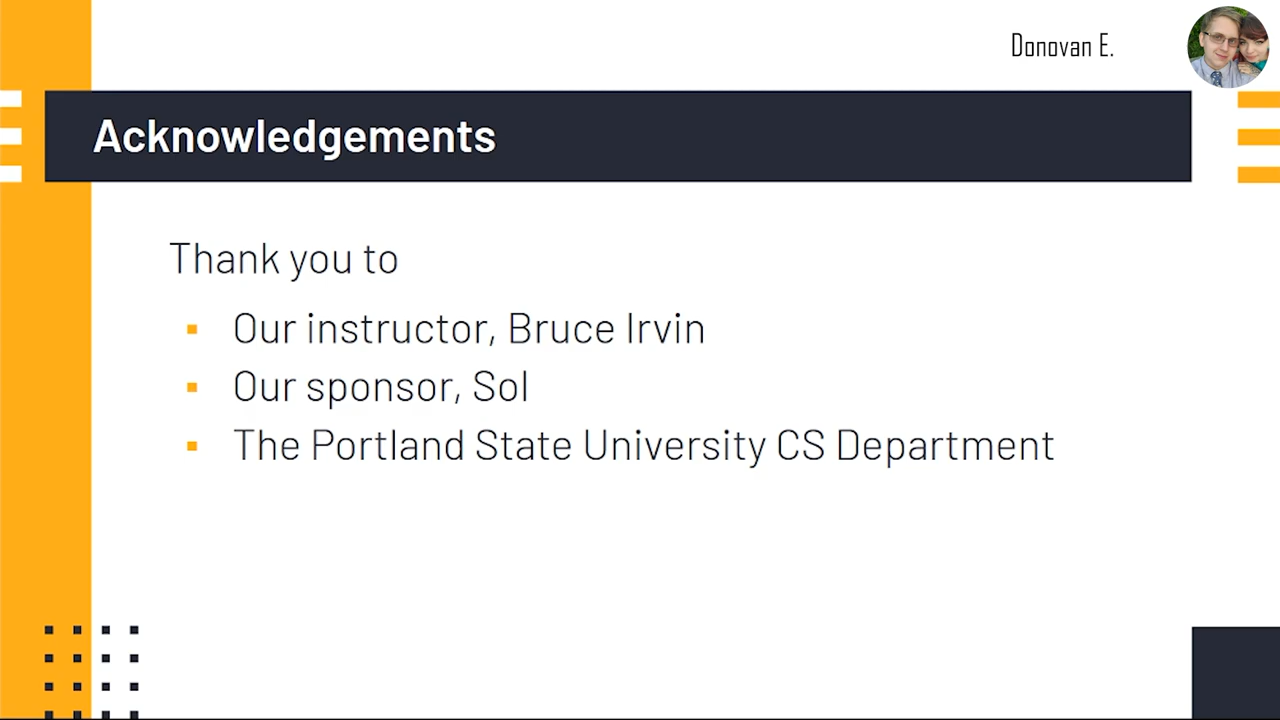 Donovan E.
Acknowledgements
Thank you to
Our instructor, Bruce Irvin
Our sponsor, Sol
The Portland State University CS Department